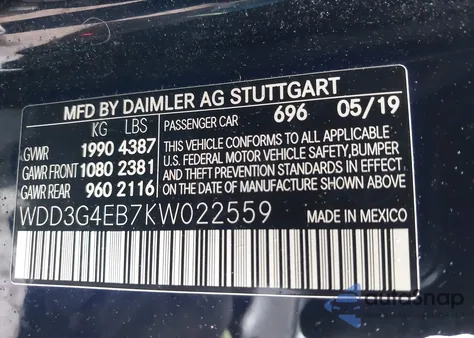 MFD BY DAIMLER AG STUTTGART
KG LBS PASSENGER CAR 696 05/19
GVWR 1990 4387 THIS VEHICLE CONFORMS TO ALL APPLICABLE
GAWR FRONT 1080 2381 U.S. FEDERAL MOTOR VEHICLE SAFETY, BUMPER
GAWR REAR 960 2116 AND THEFT PREVENTION STANDARDS IN EFFECT
ON THE DATE OF MANUFACTURE SHOWN ABOVE.
WDD3G4EB7KW022559 MADE IN MEXICO
autoSnap